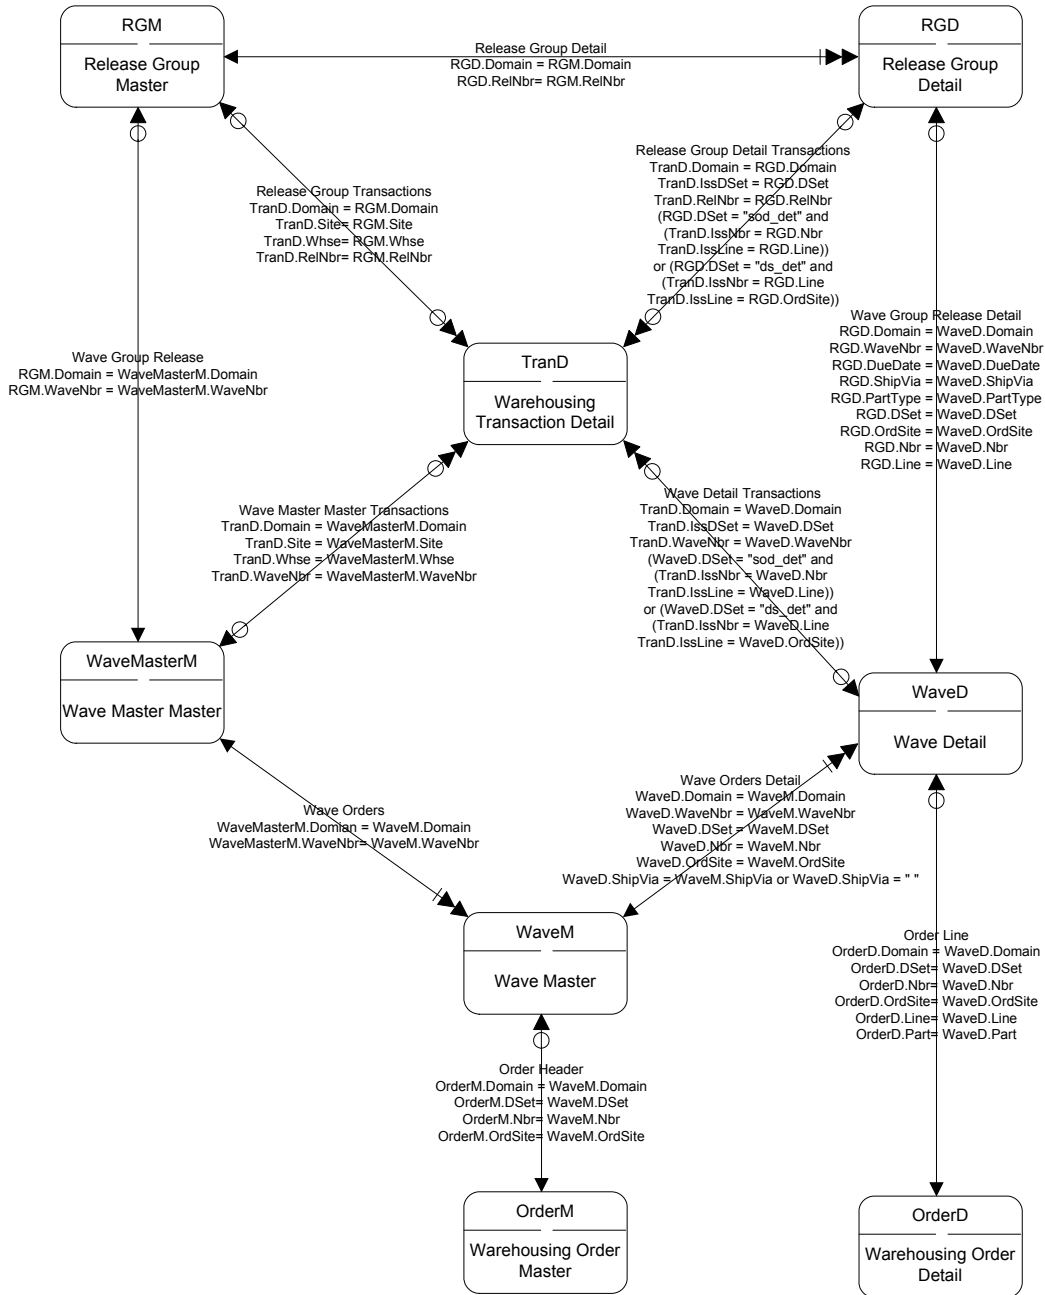 RGM
Release Group
Master
Release Group Detail
RGD.Domain = RGM.Domain
RGD.RelNbr= RGM.RelNbr
RGD
Release Group
Detail
Release Group Transactions
TranD.Domain = RGM.Domain
TranD.Site= RGM.Site
TranD.Whse= RGM.Whse
TranD.RelNbr= RGM.RelNbr
Release Group Detail Transactions
TranD.Domain = RGD.Domain
TranD.IssDSet = RGD.DSet
TranD.RelNbr = RGD.RelNbr
(RGD.DSet = "sod_det" and
(TranD.IssNbr = RGD.Nbr
TranD.IssLine = RGD.Line))
or (RGD.DSet = "ds_det" and
(TranD.IssNbr = RGD.Line
TranD.IssLine = RGD.OrdSite))
Wave Group Release
RGM.Domain = WaveMasterM.Domain
RGM.WaveNbr = WaveMasterM.WaveNbr
TranD
Warehousing
Transaction Detail
Wave Group Release Detail
RGD.Domain = WaveD.Domain
RGD.WaveNbr = WaveD.WaveNbr
RGD.DueDate = WaveD.DueDate
RGD.ShipVia = WaveD.ShipVia
RGD.PartType = WaveD.PartType
RGD.DSet = WaveD.DSet
RGD.OrdSite = WaveD.OrdSite
RGD.Nbr = WaveD.Nbr
RGD.Line = WaveD.Line
Wave Master Master Transactions
TranD.Domain = WaveMasterM.Domain
TranD.Site = WaveMasterM.Site
TranD.Whse = WaveMasterM.Whse
TranD.WaveNbr = WaveMasterM.WaveNbr
Wave Detail Transactions
TranD.Domain = WaveD.Domain
TranD.IssDSet = WaveD.DSet
TranD.WaveNbr = WaveD.WaveNbr
(WaveD.DSet = "sod_det" and
(TranD.IssNbr = WaveD.Nbr
TranD.IssLine = WaveD.Line))
or (WaveD.DSet = "ds_det" and
(TranD.IssNbr = WaveD.Line
TranD.IssLine = WaveD.OrdSite))
WaveMasterM
Wave Master Master
WaveD
Wave Detail
Wave Orders
WaveMasterM.Domian = WaveM.Domain
WaveMasterM.WaveNbr= WaveM.WaveNbr
Wave Orders Detail
WaveD.Domain = WaveM.Domain
WaveD.WaveNbr = WaveM.WaveNbr
WaveD.DSet = WaveM.DSet
WaveD.Nbr = WaveM.Nbr
WaveD.OrdSite = WaveM.OrdSite
WaveD.ShipVia = WaveM.ShipVia or WaveD.ShipVia = " "
WaveM
Wave Master
Order Line
OrderD.Domain = WaveD.Domain
OrderD.DSet= WaveD.DSet
OrderD.Nbr= WaveD.Nbr
OrderD.OrdSite= WaveD.OrdSite
OrderD.Line= WaveD.Line
OrderD.Part= WaveD.Part
Order Header
OrderM.Domain = WaveM.Domain
OrderM.DSet= WaveM.DSet
OrderM.Nbr= WaveM.Nbr
OrderM.OrdSite= WaveM.OrdSite
OrderM
Warehousing Order
Master
OrderD
Warehousing Order
Detail